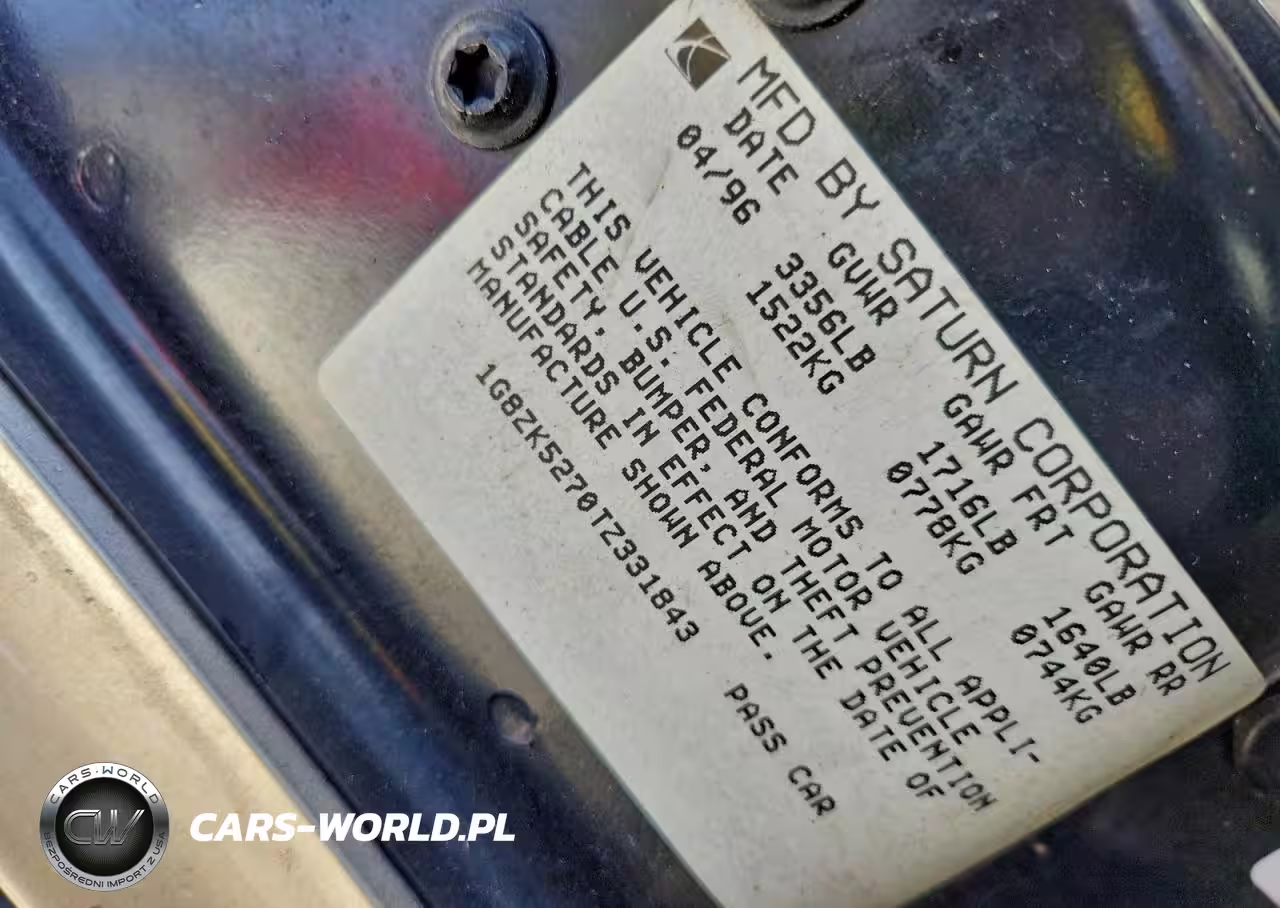 MFD BY SATURN CORPORATION
DATE GVWR GAWR FRT GAWR RR
04/96 3356LB 1716LB 1640LB
1522KG 0778KG 0744KG
THIS VEHICLE CONFORMS TO ALL APPLI-
CABLE U.S. FEDERAL MOTOR VEHICLE
SAFETY, BUMPER, AND THEFT PREVENTION
STANDARDS IN EFFECT ON THE DATE OF
MANUFACTURE SHOWN ABOVE.
1G8ZK5270TZ331843 PASS CAR
CARS-WORLD
CW
BEZPOŚREDNI IMPORT Z USA
CARS-WORLD.PL